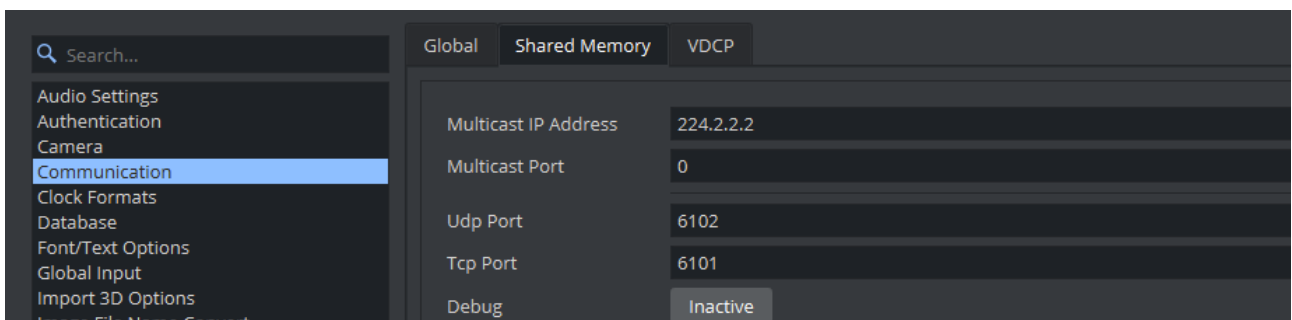 Search...
Audio Settings
Authentication
Camera
Communication
Clock Formats
Database
Font/Text Options
Global Input
Import 3D Options
Global Shared Memory VDCP
Multicast IP Address 224.2.2.2
Multicast Port 0
Udp Port 6102
Tcp Port 6101
Debug Inactive